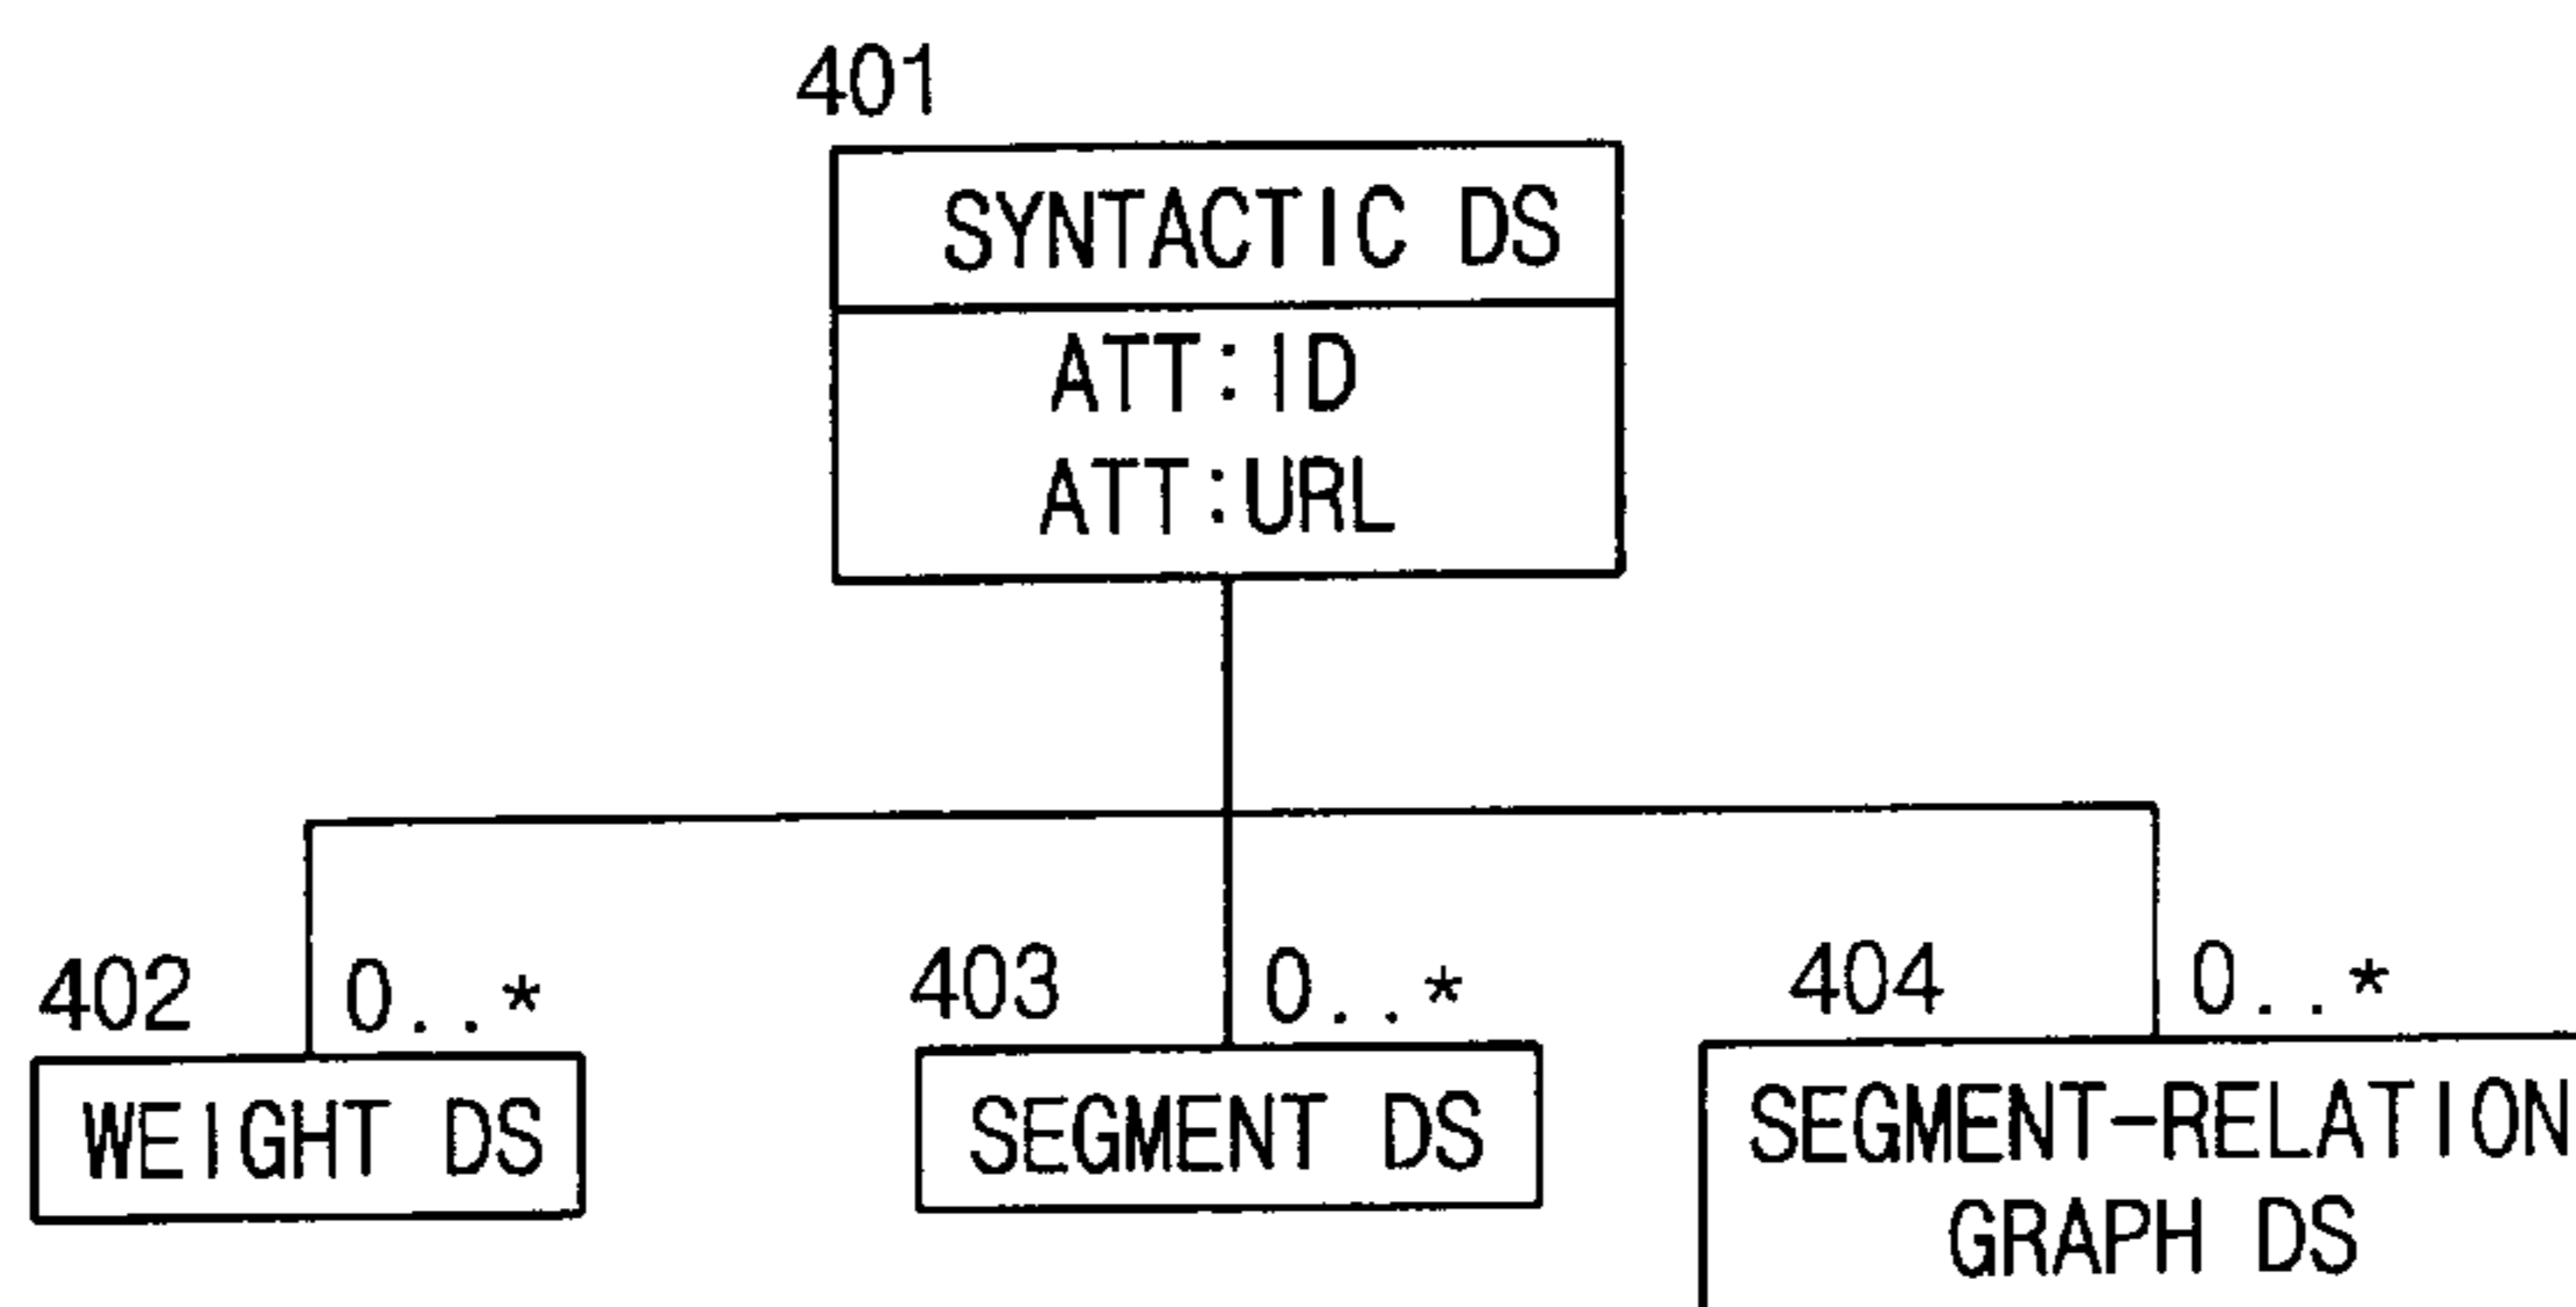 401
SYNTACTIC DS
ATT:ID
ATT:URL
402 0..*
403 0..*
404 0..*
WEIGHT DS
SEGMENT DS
SEGMENT-RELATION
GRAPH DS